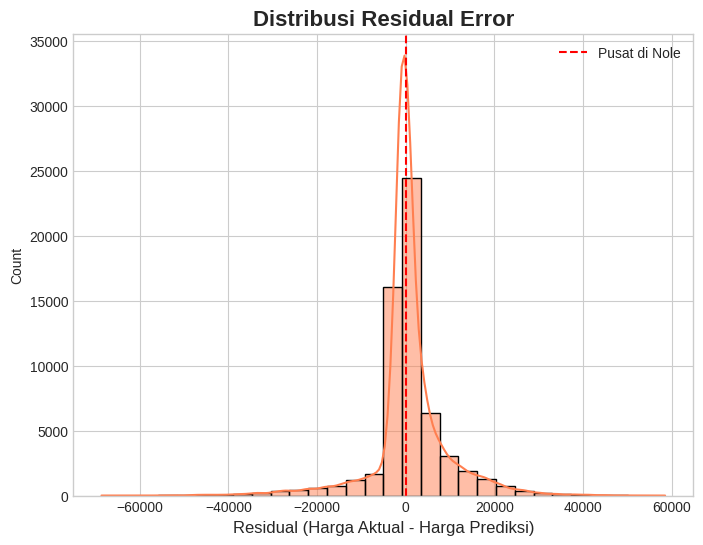 Distribusi Residual Error
35000
30000
25000
20000
15000
10000
5000
0
Count
Pusat di Nole
−60000 −40000 −20000 0 20000 40000 60000
Residual (Harga Aktual - Harga Prediksi)